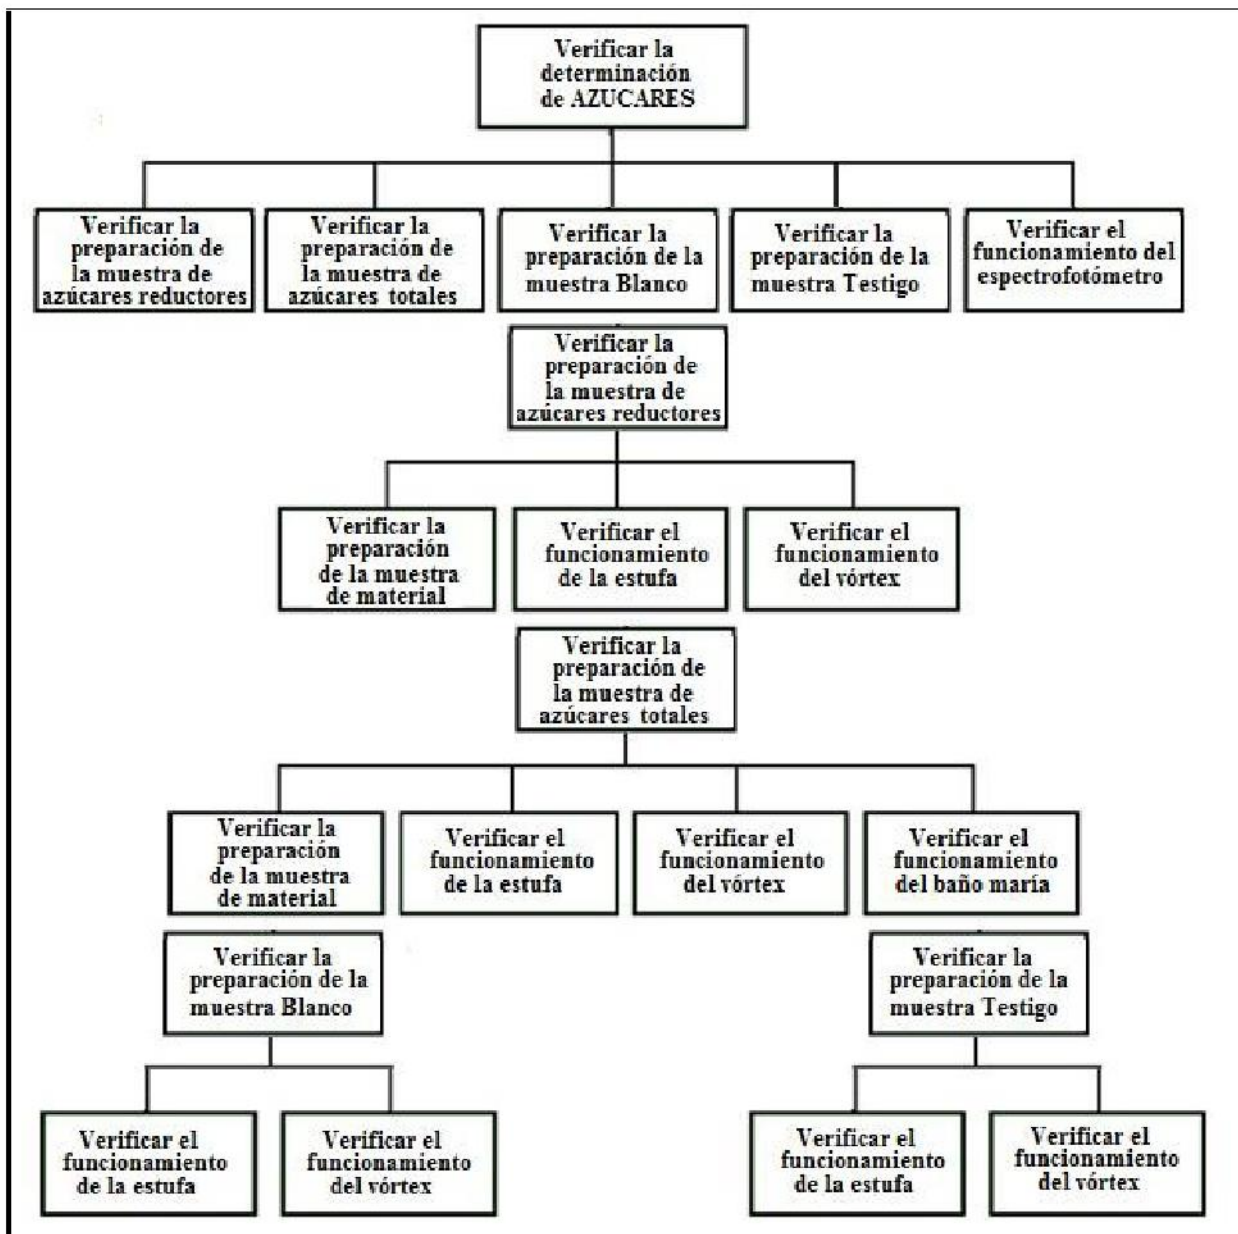 Verificar la
determinación
de AZUCARES
Verificar la
preparación de
la muestra de
azúcares reductores
Verificar la
preparación de
la muestra de
azúcares totales
Verificar la
preparación de la
muestra Blanco
Verificar la
preparación de la
muestra Testigo
Verificar el
funcionamiento del
espectrofotómetro
Verificar la
preparación de
la muestra de
azúcares reductores
Verificar la
preparación
de la muestra
de material
Verificar el
funcionamiento
de la estufa
Verificar el
funcionamiento
del vórtex
Verificar la
preparación de
la muestra de
azúcares totales
Verificar la
preparación
de la muestra
de material
Verificar el
funcionamiento
de la estufa
Verificar el
funcionamiento
del vórtex
Verificar el
funcionamiento
del baño maría
Verificar la
preparación de la
muestra Blanco
Verificar la
preparación de la
muestra Testigo
Verificar el
funcionamiento
de la estufa
Verificar el
funcionamiento
del vórtex
Verificar el
funcionamiento
de la estufa
Verificar el
funcionamiento
del vórtex